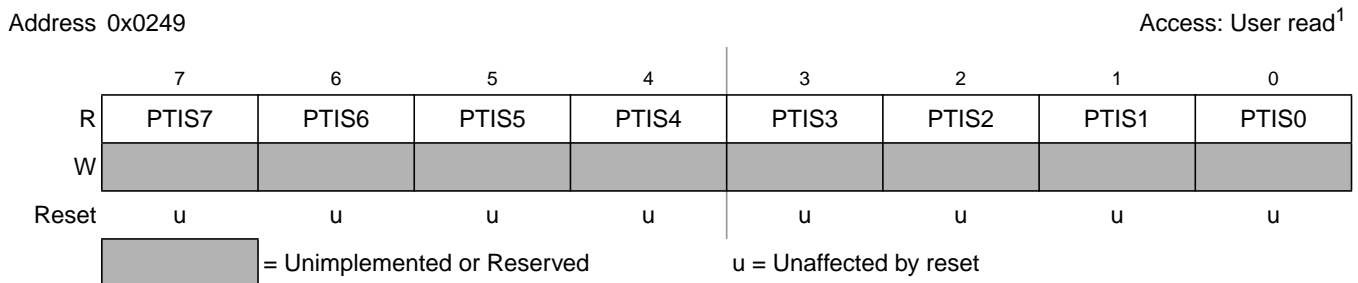 Address 0x0249 Access: User read1
7 6 5 4 3 2 1 0
R PTIS7 PTIS6 PTIS5 PTIS4 PTIS3 PTIS2 PTIS1 PTIS0
W
Reset u u u u u u u u
= Unimplemented or Reserved u = Unaffected by reset